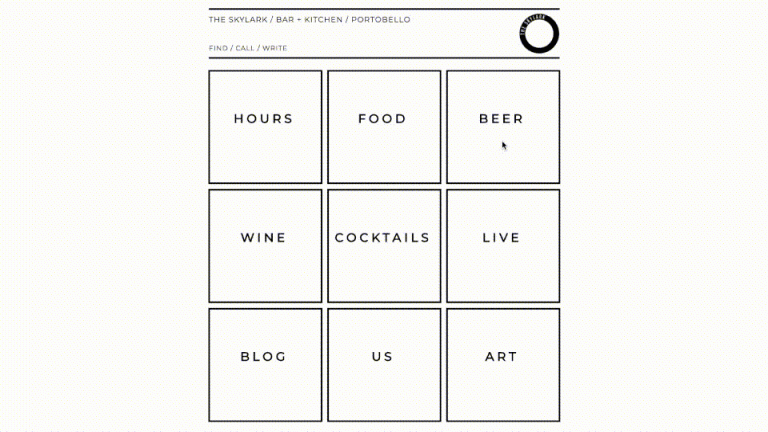 THE SKYLARK / BAR + KITCHEN / PORTOBELLO
THE SKYLARK
FIND / CALL / WRITE
HOURS FOOD BEER
WINE COCKTAILS LIVE
BLOG US ART